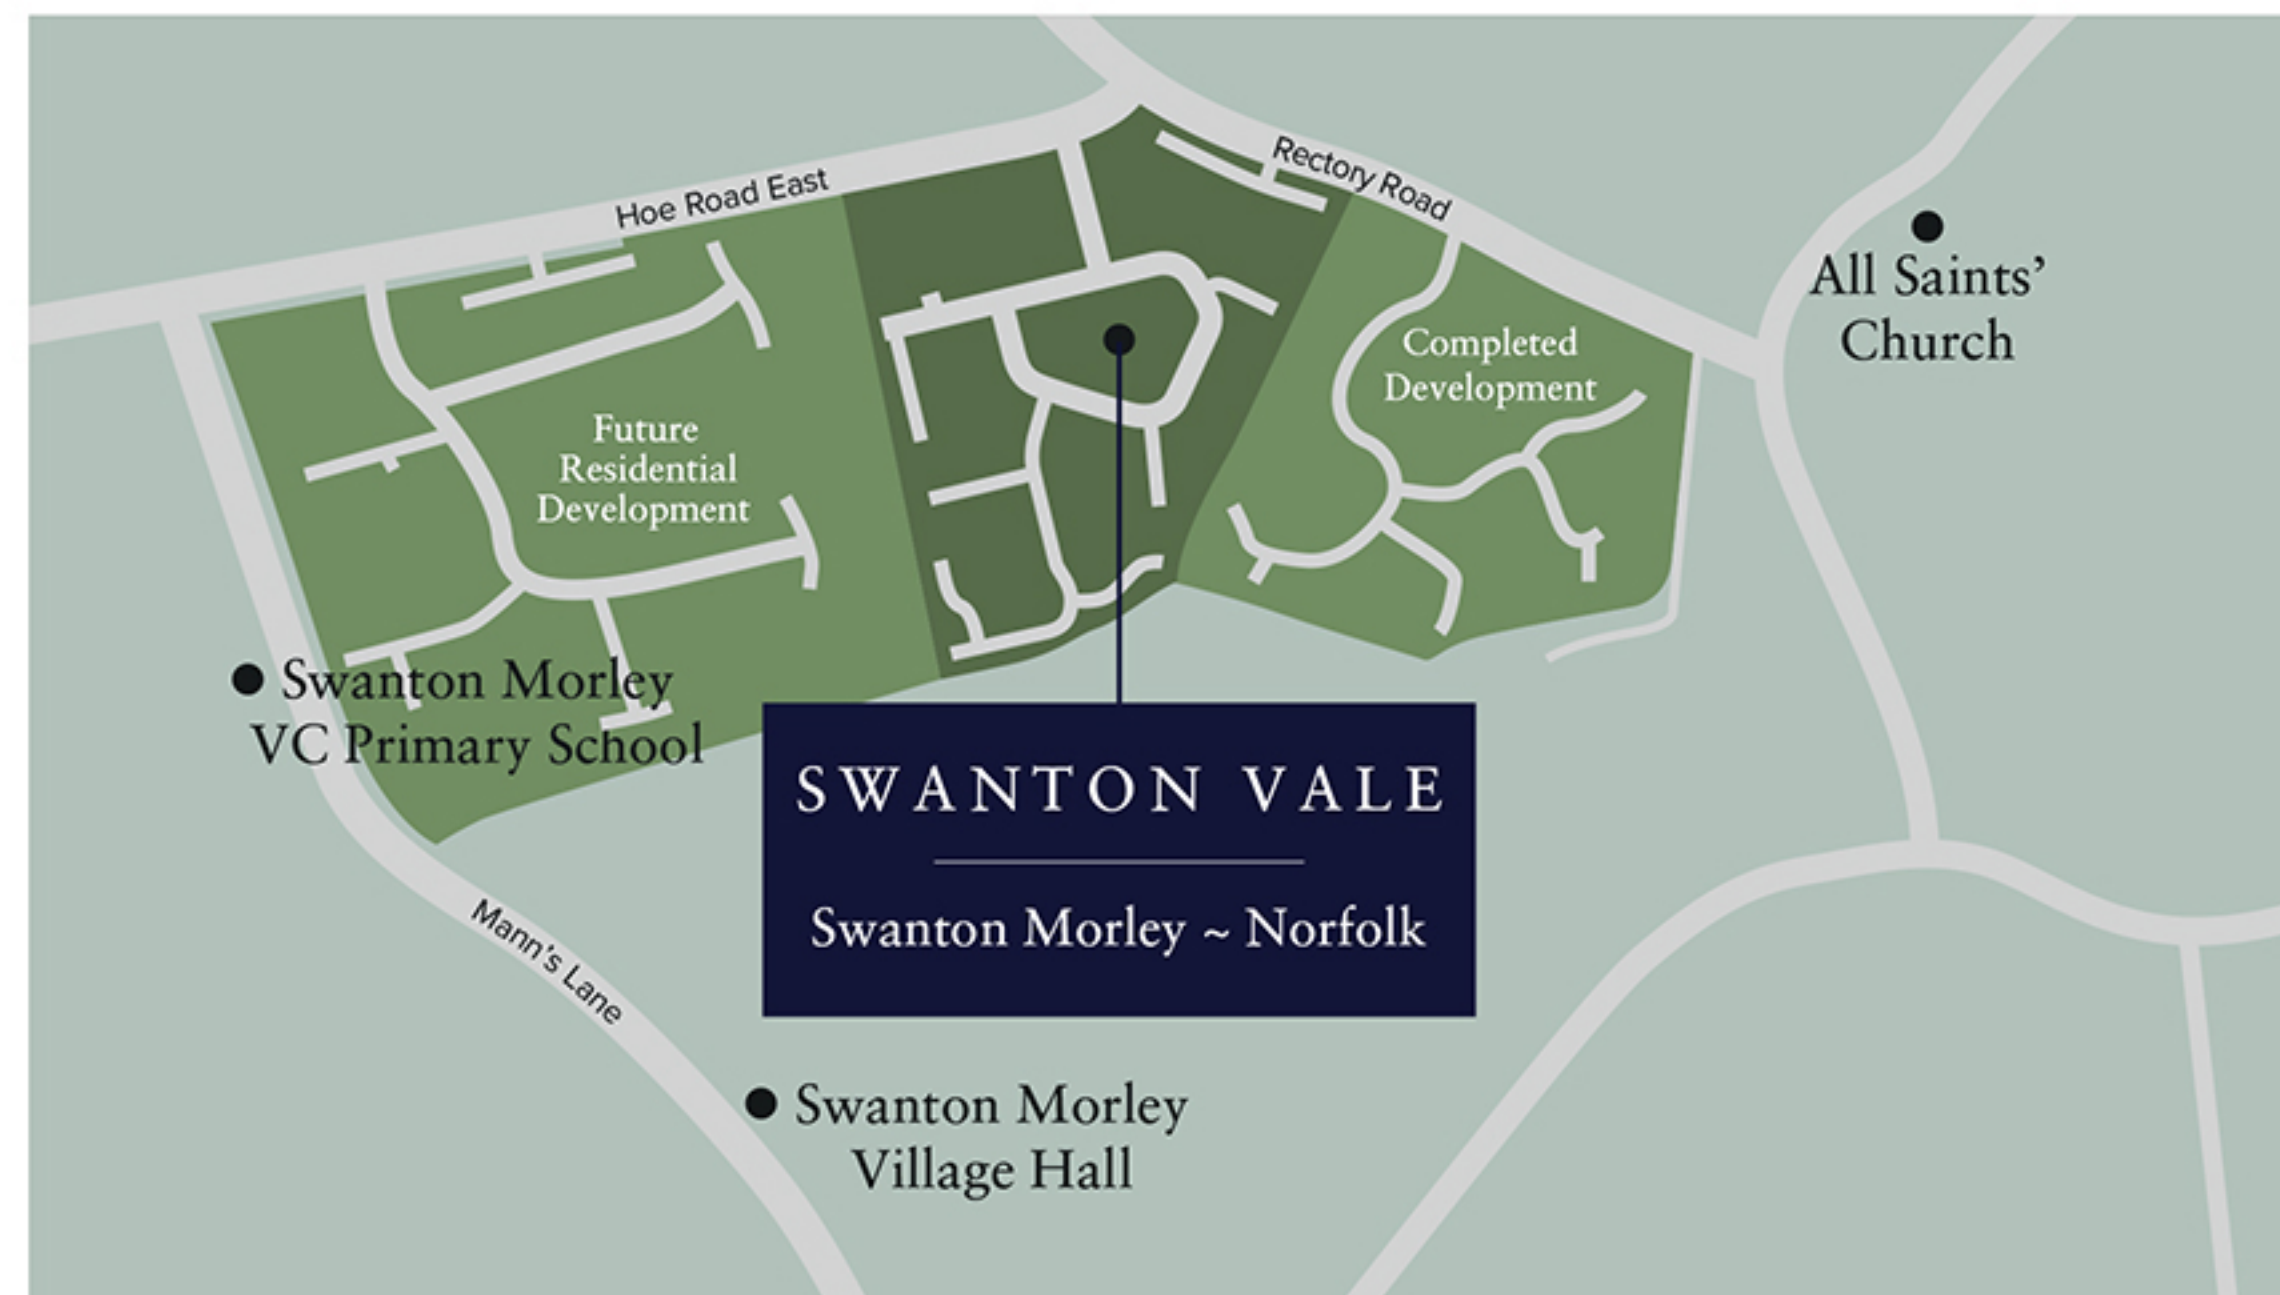 Hoe Road East
Rectory Road
All Saints’
Church
Completed
Development
Future
Residential
Development
Swanton Morley
VC Primary School
SWANTON VALE
Swanton Morley ~ Norfolk
Mann’s Lane
Swanton Morley
Village Hall